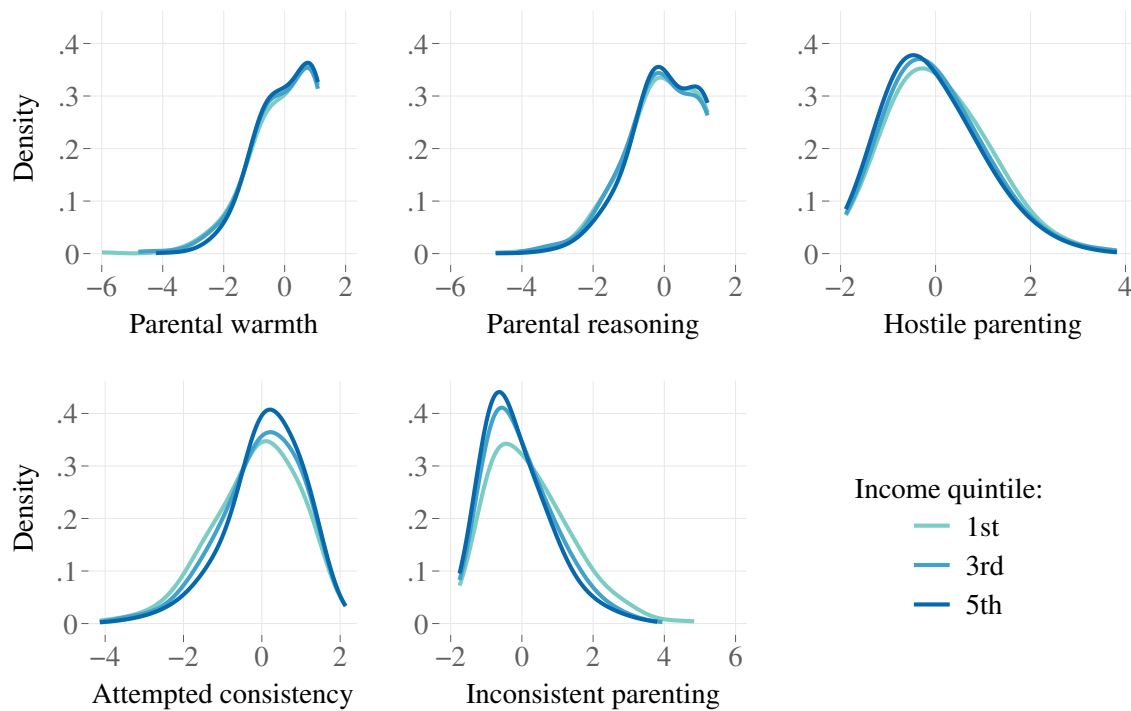 Density
.4
.3
.2
.1
0
−6 −4 −2 0 2
Parental warmth
.4
.3
.2
.1
0
−6 −4 −2 0 2
Parental reasoning
.4
.3
.2
.1
0
−2 0 2 4
Hostile parenting
Density
.4
.3
.2
.1
0
−4 −2 0 2
Attempted consistency
.4
.3
.2
.1
0
−2 0 2 4 6
Inconsistent parenting
Income quintile:
1st
3rd
5th